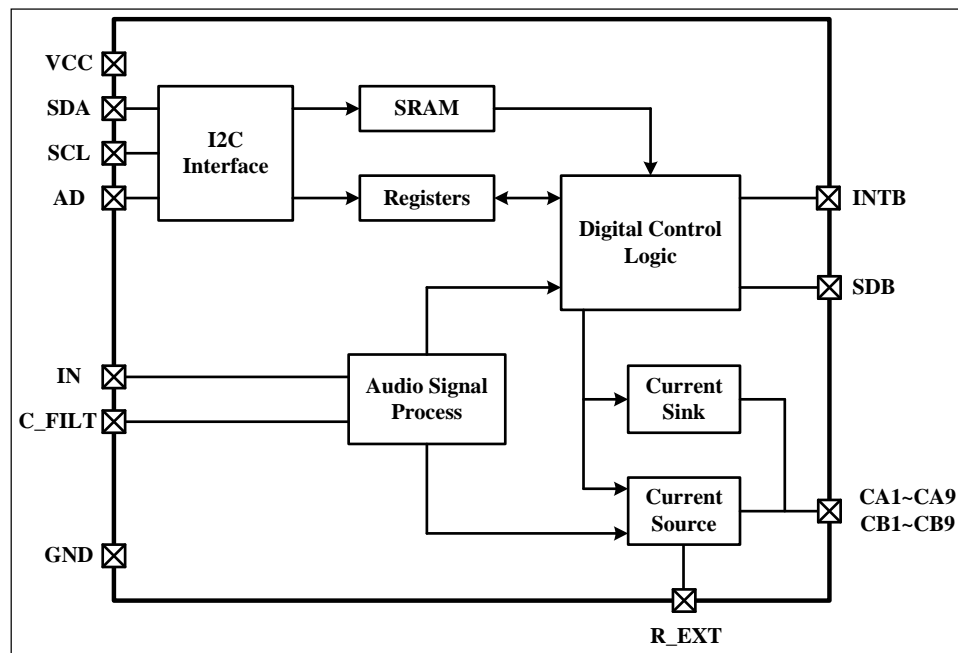 VCC
SDA
SCL
AD
I2C
Interface
SRAM
Registers
Digital Control
Logic
INTB
SDB
IN
C_FILT
Audio Signal
Process
Current
Sink
Current
Source
CA1~CA9
CB1~CB9
GND
R_EXT